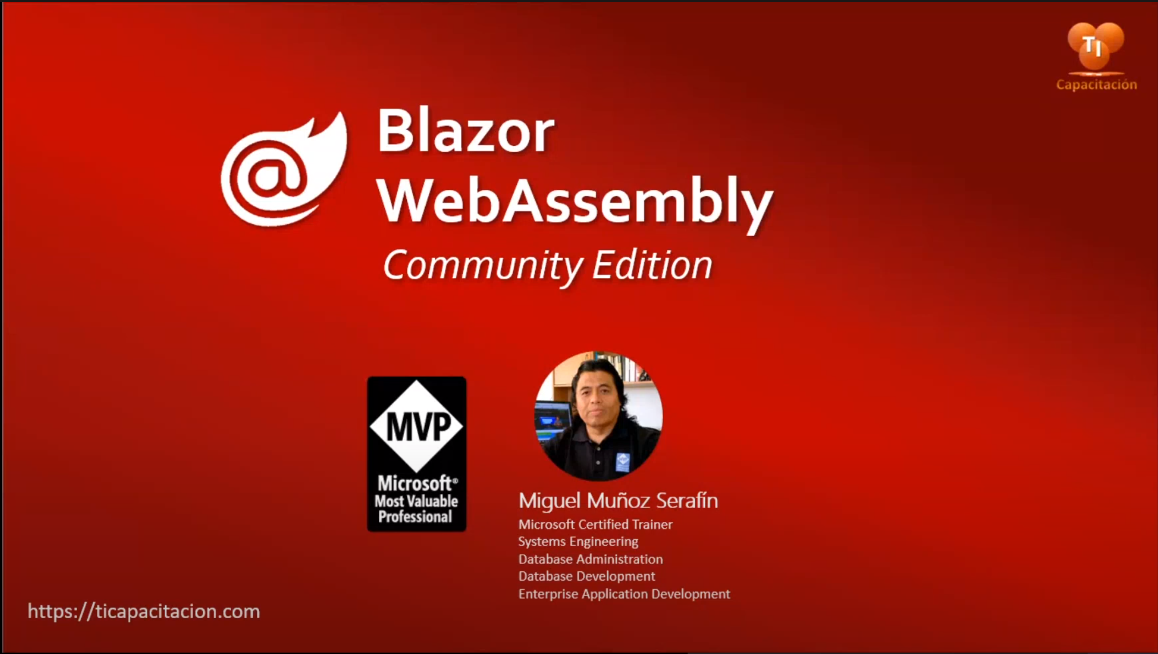 TI
Capacitación
@
Blazor
WebAssembly
Community Edition
MVP
Microsoft®
Most Valuable
Professional
Miguel Muñoz Serafín
Microsoft Certified Trainer
Systems Engineering
Database Administration
Database Development
Enterprise Application Development
https://ticapacitacion.com